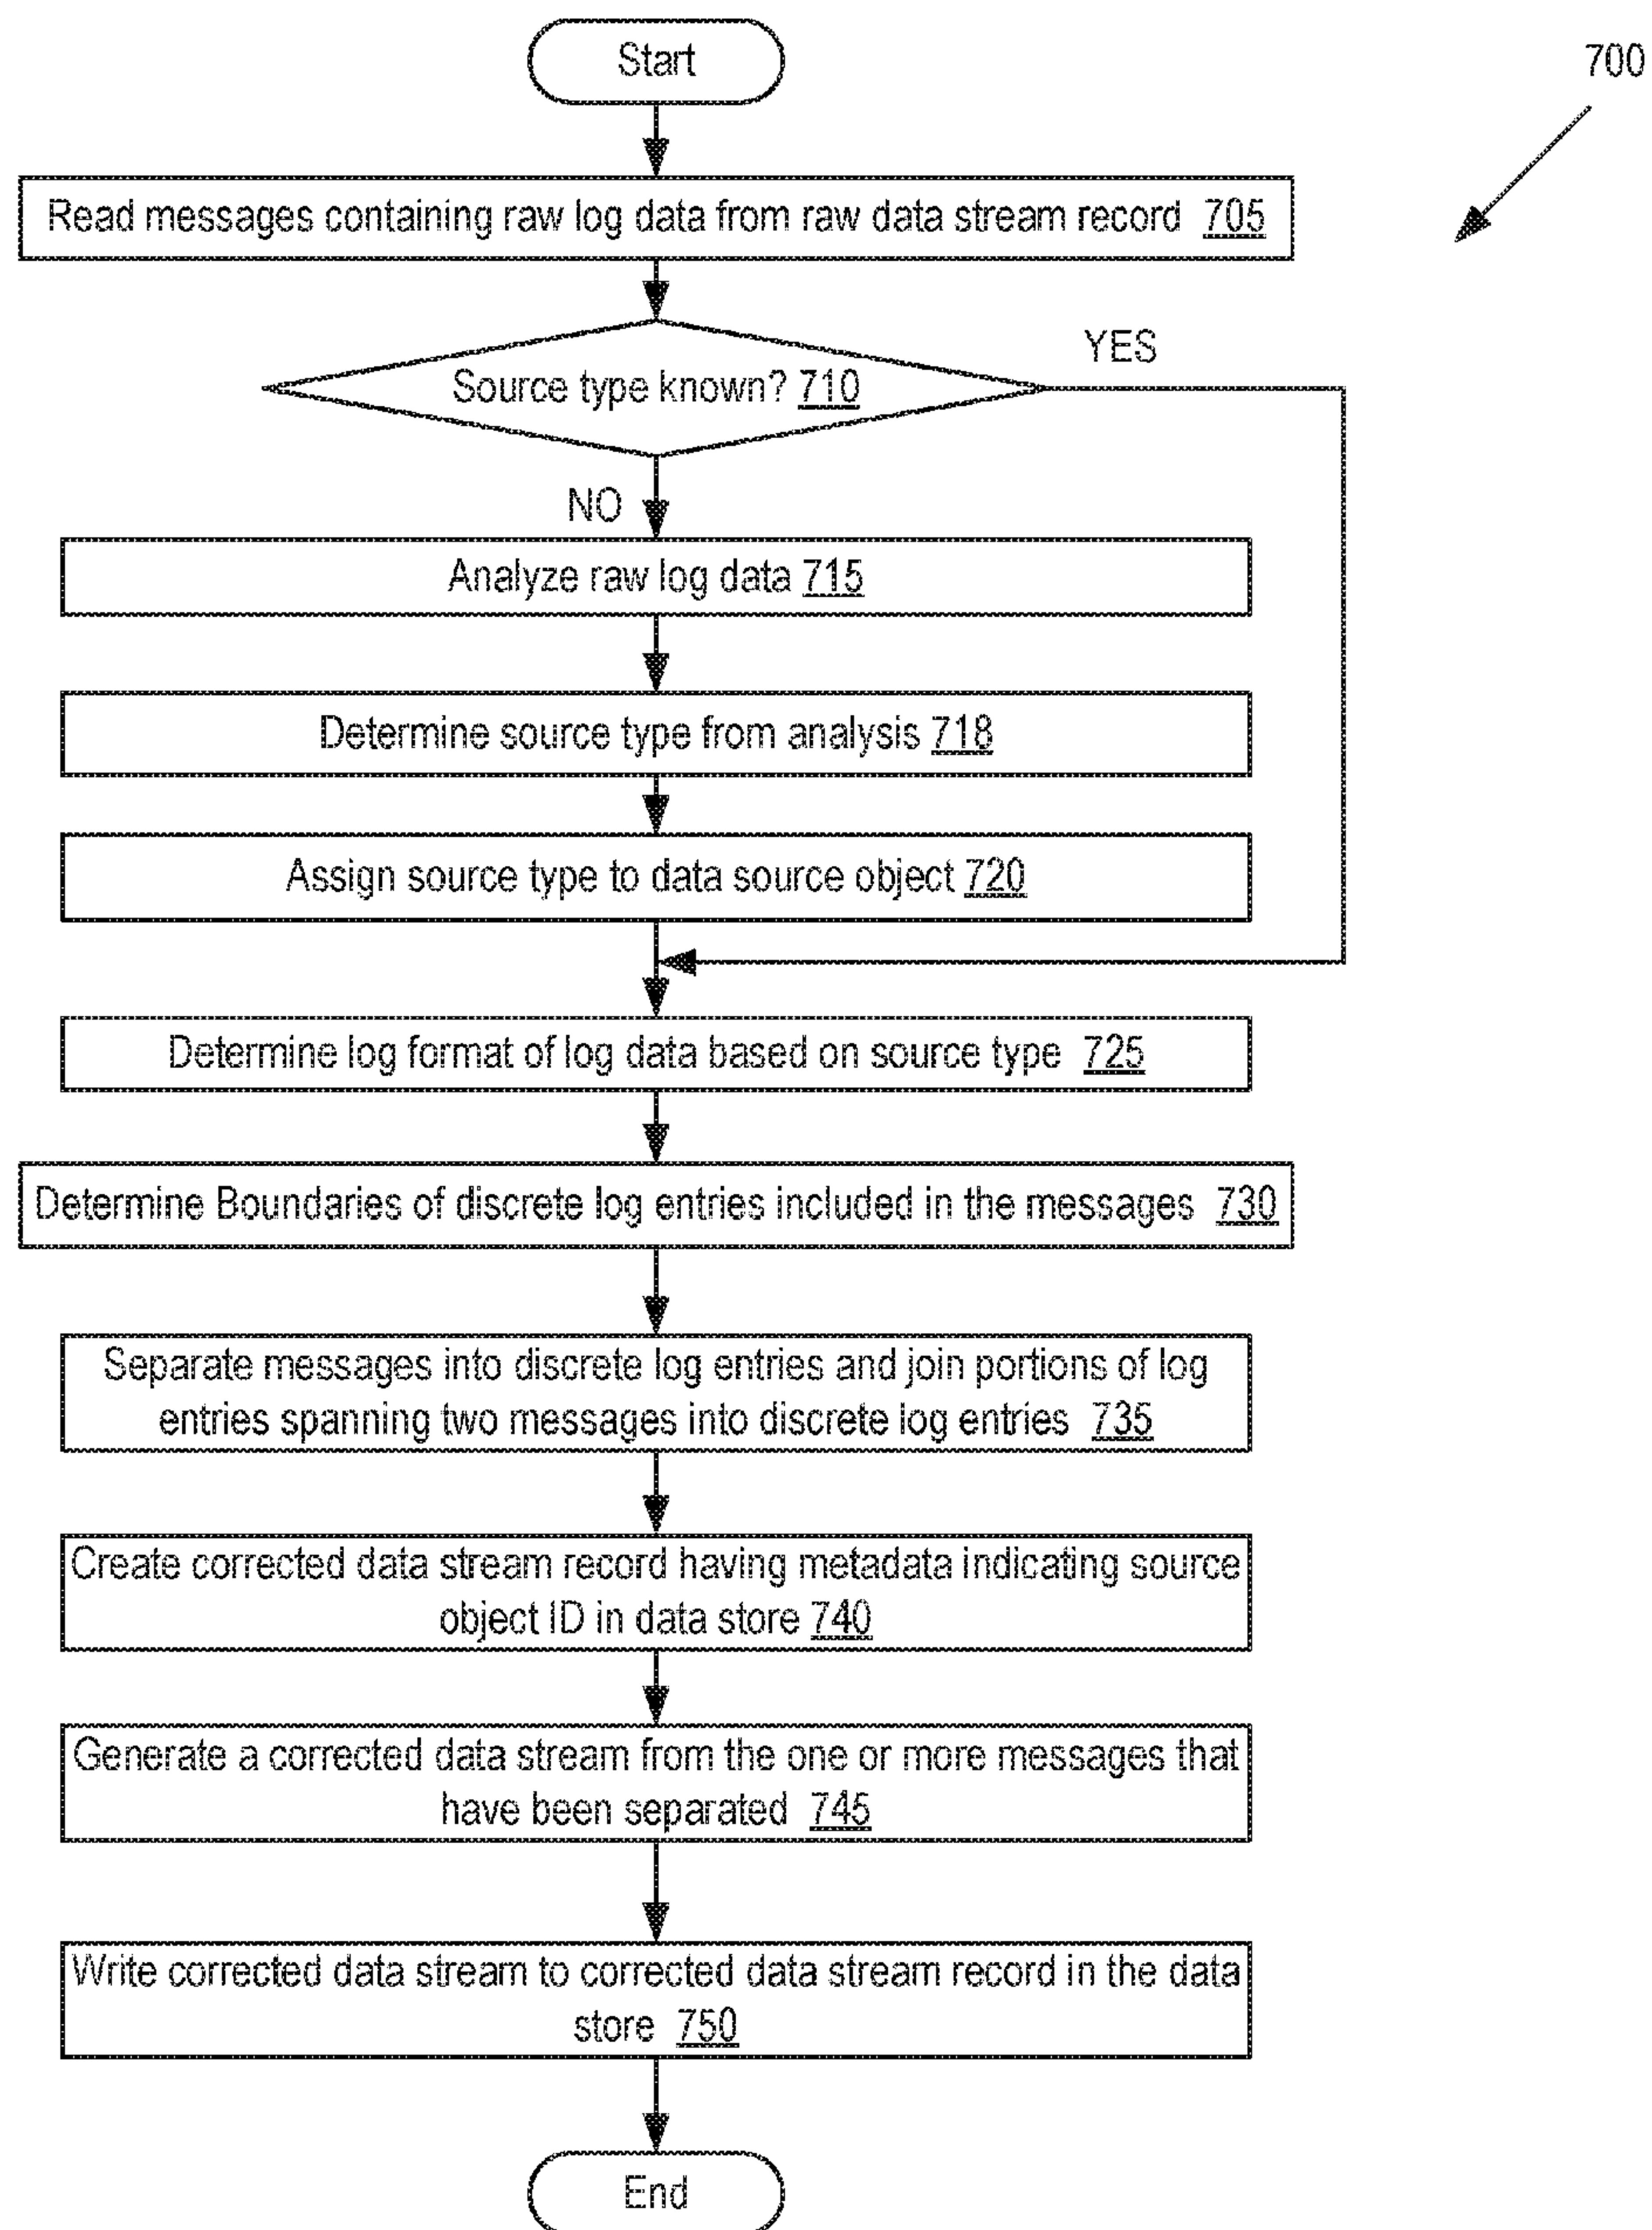 Start
700
Read messages containing raw log data from raw data stream record 705
YES
Source type known? 710
NO
Analyze raw log data 715
Determine source type from analysis 718
Assign source type to data source object 720
Determine log format of log data based on source type 725
Determine Boundaries of discrete log entries included in the messages 730
Separate messages into discrete log entries and join portions of log
entries spanning two messages into discrete log entries 735
Create corrected data stream record having metadata indicating source
object ID in data store 740
Generate a corrected data stream from the one or more messages that
have been separated 745
Write corrected data stream to corrected data stream record in the data
store 750
End